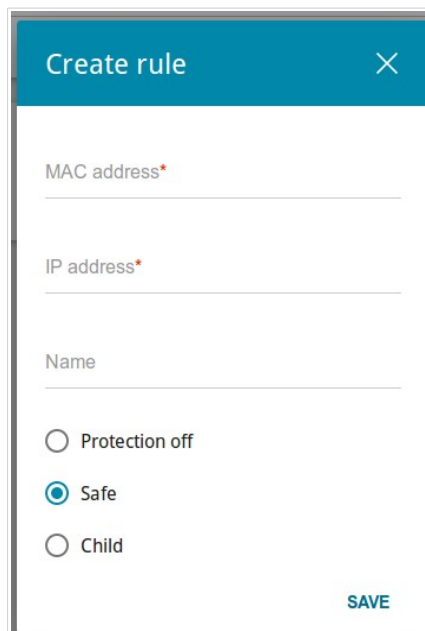 Create rule
MAC address*
IP address*
Name
Protection off
Safe
Child
SAVE